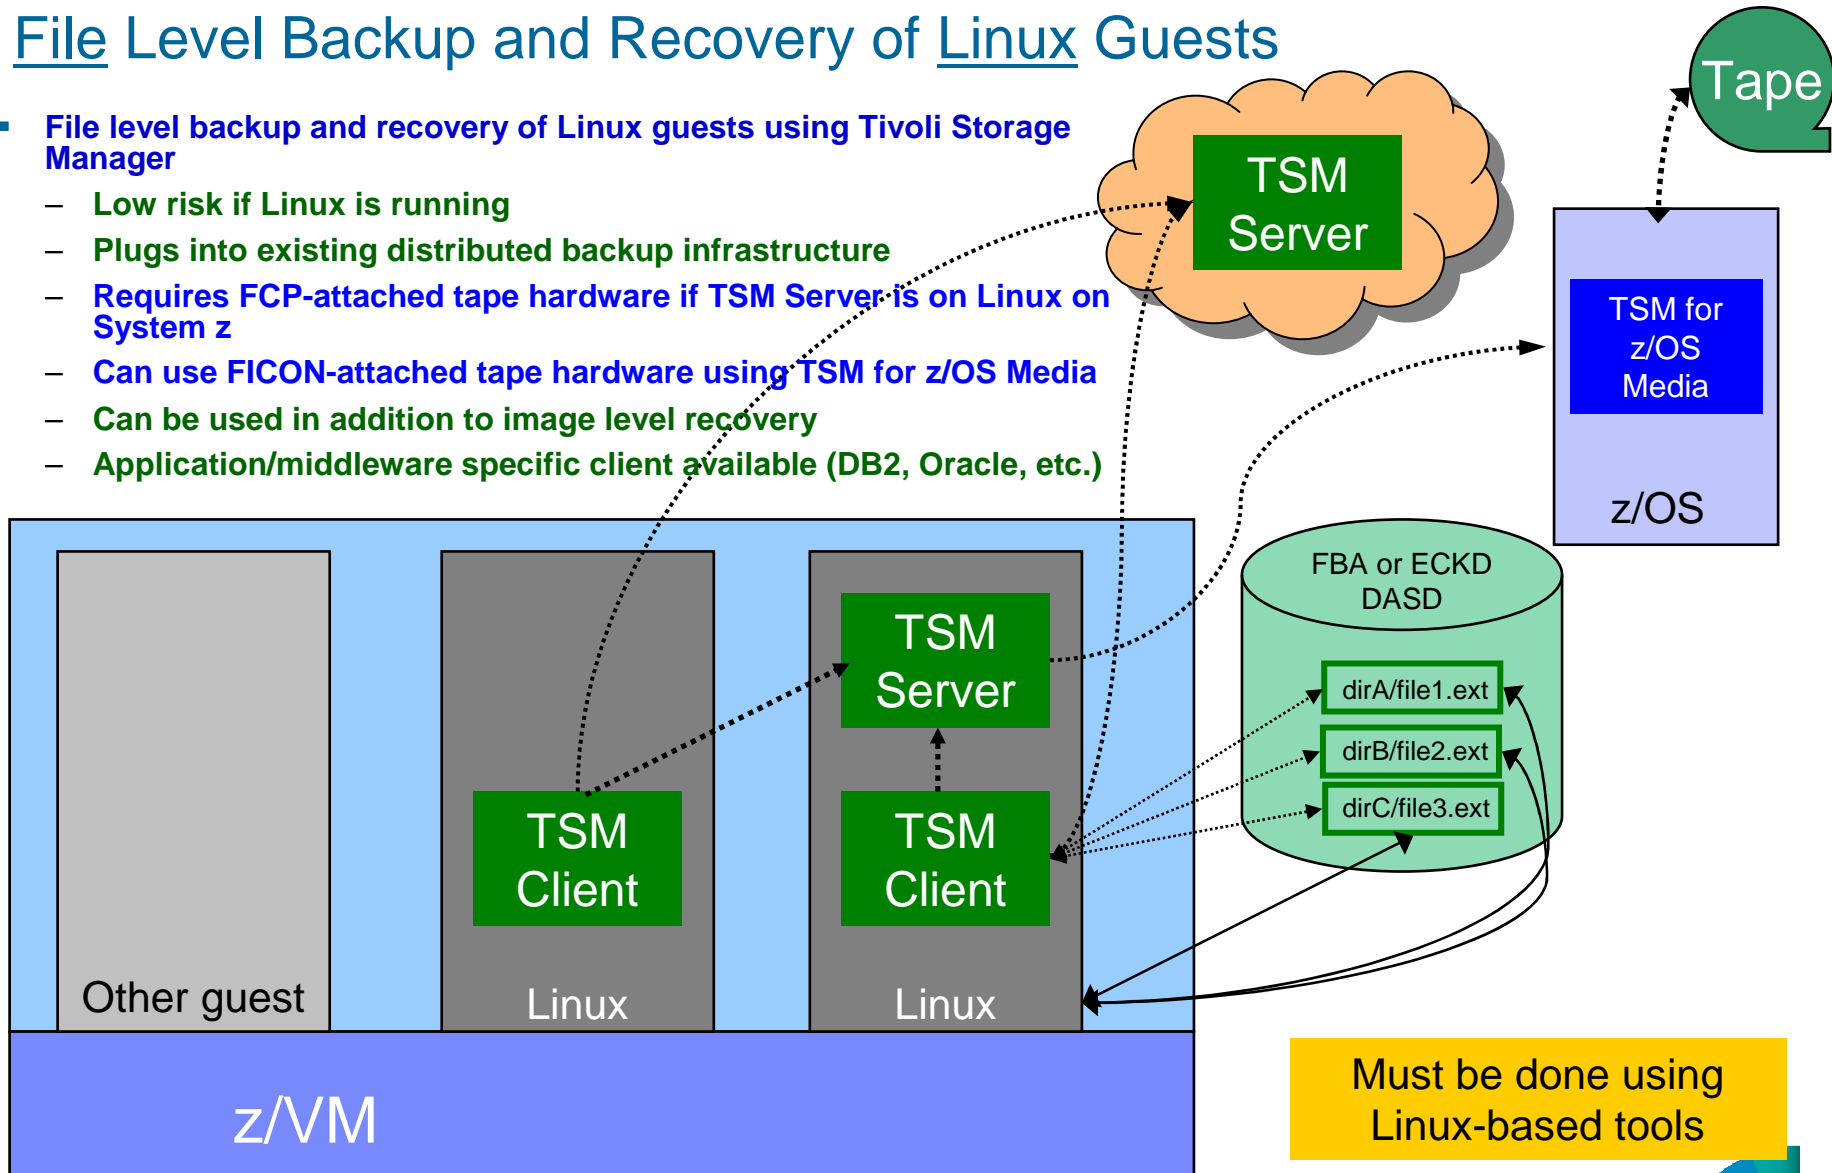 File Level Backup and Recovery of Linux Guests
Tape
▪ File level backup and recovery of Linux guests using Tivoli Storage
Manager
– Low risk if Linux is running
– Plugs into existing distributed backup infrastructure
– Requires FCP-attached tape hardware if TSM Server is on Linux on
System z
– Can use FICON-attached tape hardware using TSM for z/OS Media
– Can be used in addition to image level recovery
– Application/middleware specific client available (DB2, Oracle, etc.)
TSM
Server
TSM for
z/OS
Media
z/OS
FBA or ECKD
DASD
dirA/file1.ext
dirB/file2.ext
dirC/file3.ext
TSM
Server
TSM
Client
TSM
Client
Other guest
Linux
Linux
z/VM
Must be done using
Linux-based tools